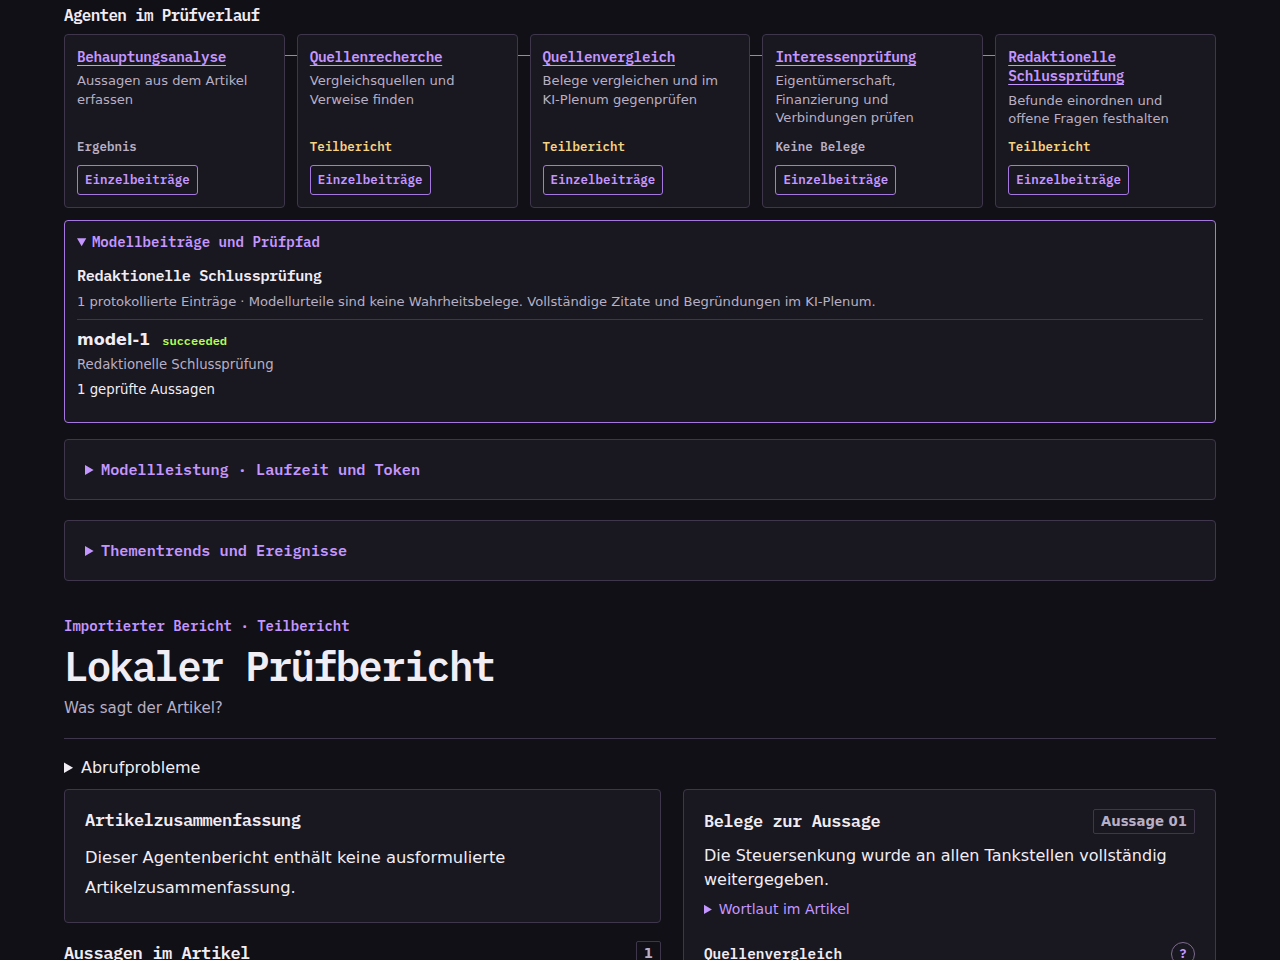 Agenten im Prüfverlauf
Behauptungsanalyse
Aussagen aus dem Artikel
erfassen
Ergebnis
Einzelbeiträge
Quellenrecherche
Vergleichsquellen und
Verweise finden
Teilbericht
Einzelbeiträge
Quellenvergleich
Belege vergleichen und im
KI-Plenum gegenprüfen
Teilbericht
Einzelbeiträge
Interessenprüfung
Eigentümerschaft,
Finanzierung und
Verbindungen prüfen
Keine Belege
Einzelbeiträge
Redaktionelle
Schlussprüfung
Befunde einordnen und
offene Fragen festhalten
Teilbericht
Einzelbeiträge
▼ Modellbeiträge und Prüfpfad
Redaktionelle Schlussprüfung
1 protokollierte Einträge · Modellurteile sind keine Wahrheitsbelege. Vollständige Zitate und Begründungen im KI-Plenum.
model-1 succeeded
Redaktionelle Schlussprüfung
1 geprüfte Aussagen
▶ Modellleistung · Laufzeit und Token
▶ Thementrends und Ereignisse
Importierter Bericht · Teilbericht
Lokaler Prüfbericht
Was sagt der Artikel?
▶ Abrufprobleme
Artikelzusammenfassung
Dieser Agentenbericht enthält keine ausformulierte
Artikelzusammenfassung.
Aussagen im Artikel 1
Belege zur Aussage Aussage 01
Die Steuersenkung wurde an allen Tankstellen vollständig
weitergegeben.
▶ Wortlaut im Artikel
Quellenvergleich ?